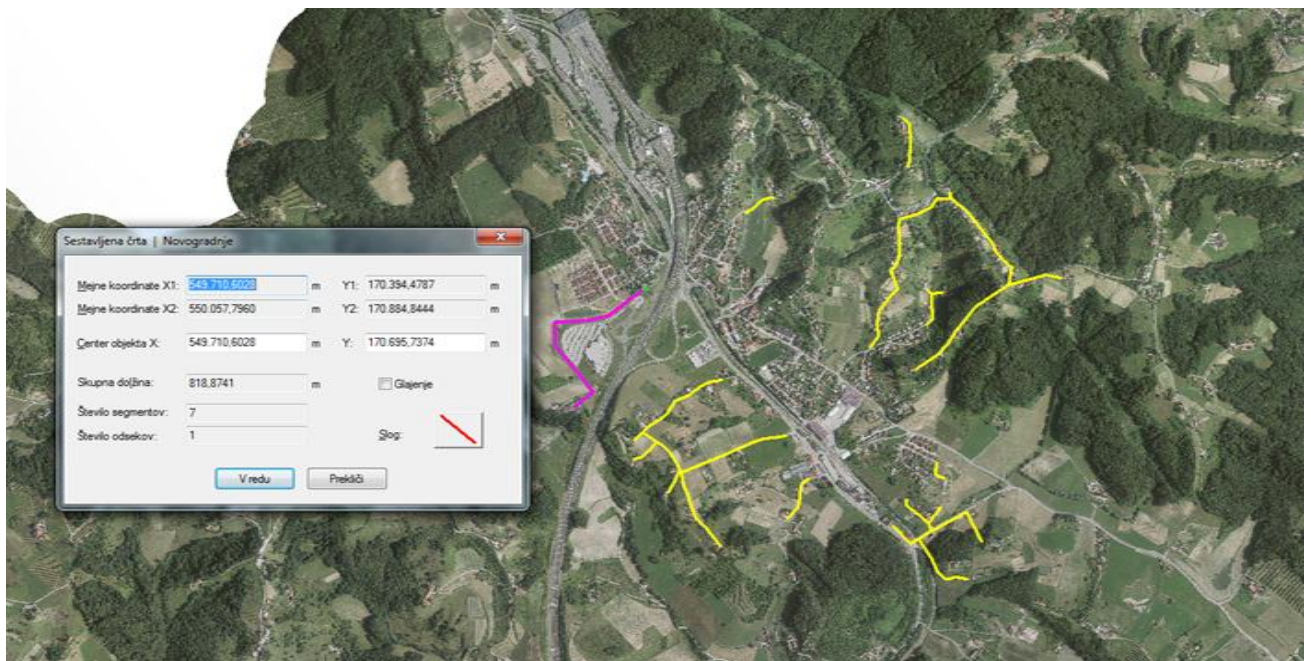 Sestavljena črta | Novogradnje
Mejne koordinate X1: 549.710,6028 m Y1: 170.394,4787 m
Mejne koordinate X2: 550.057,7960 m Y2: 170.884,8444 m
Center objekta X: 549.710,6028 m Y: 170.695,7374 m
Skupna dolžina: 818,8741 m Glajenje
Število segmentov: 7
Število odsekov: 1 Slog:
V redu Prekliči